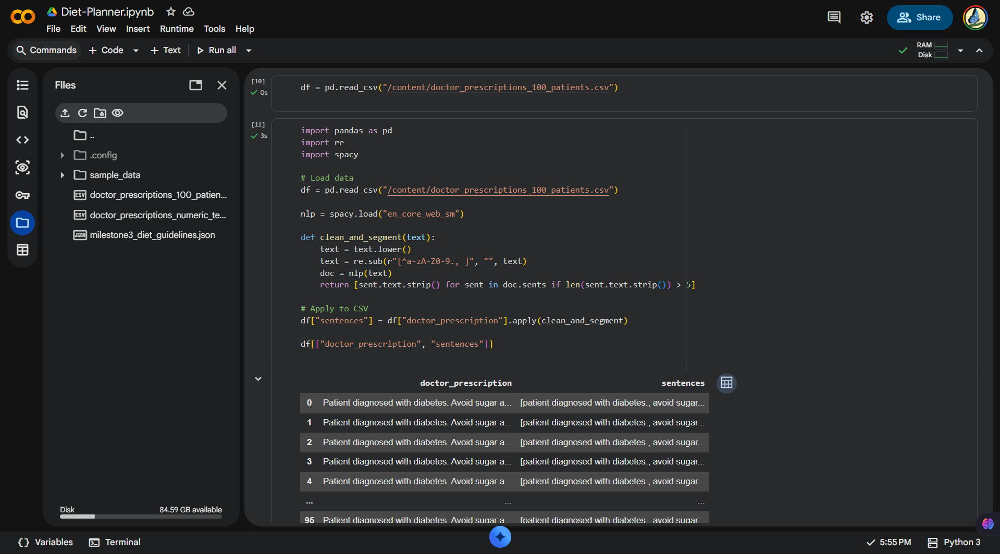 Diet-Planner.ipynb
File Edit View Insert Runtime Tools Help
Share
Commands + Code + Text Run all
RAM
Disk
Files
..
.config
sample_data
doctor_prescriptions_100_patien...
doctor_prescriptions_numeric_te...
milestone3_diet_guidelines.json
Disk 84.59 GB available
[10]
0s
df = pd.read_csv("/content/doctor_prescriptions_100_patients.csv")
[11]
3s
import pandas as pd
import re
import spacy
# Load data
df = pd.read_csv("/content/doctor_prescriptions_100_patients.csv")
nlp = spacy.load("en_core_web_sm")
def clean_and_segment(text):
    text = text.lower()
    text = re.sub(r"[^a-zA-Z0-9., ]", "", text)
    doc = nlp(text)
    return [sent.text.strip() for sent in doc.sents if len(sent.text.strip()) > 5]
# Apply to CSV
df["sentences"] = df["doctor_prescription"].apply(clean_and_segment)
df[["doctor_prescription", "sentences"]]
doctor_prescription sentences
0 Patient diagnosed with diabetes. Avoid sugar a... [patient diagnosed with diabetes., avoid sugar...
1 Patient diagnosed with diabetes. Avoid sugar a... [patient diagnosed with diabetes., avoid sugar...
2 Patient diagnosed with diabetes. Avoid sugar a... [patient diagnosed with diabetes., avoid sugar...
3 Patient diagnosed with diabetes. Avoid sugar a... [patient diagnosed with diabetes., avoid sugar...
4 Patient diagnosed with diabetes. Avoid sugar a... [patient diagnosed with diabetes., avoid sugar...
... ... ...
95 Patient diagnosed with diabetes. Avoid sugar a [patient diagnosed with diabetes., avoid sugar
Variables Terminal
5:55 PM Python 3